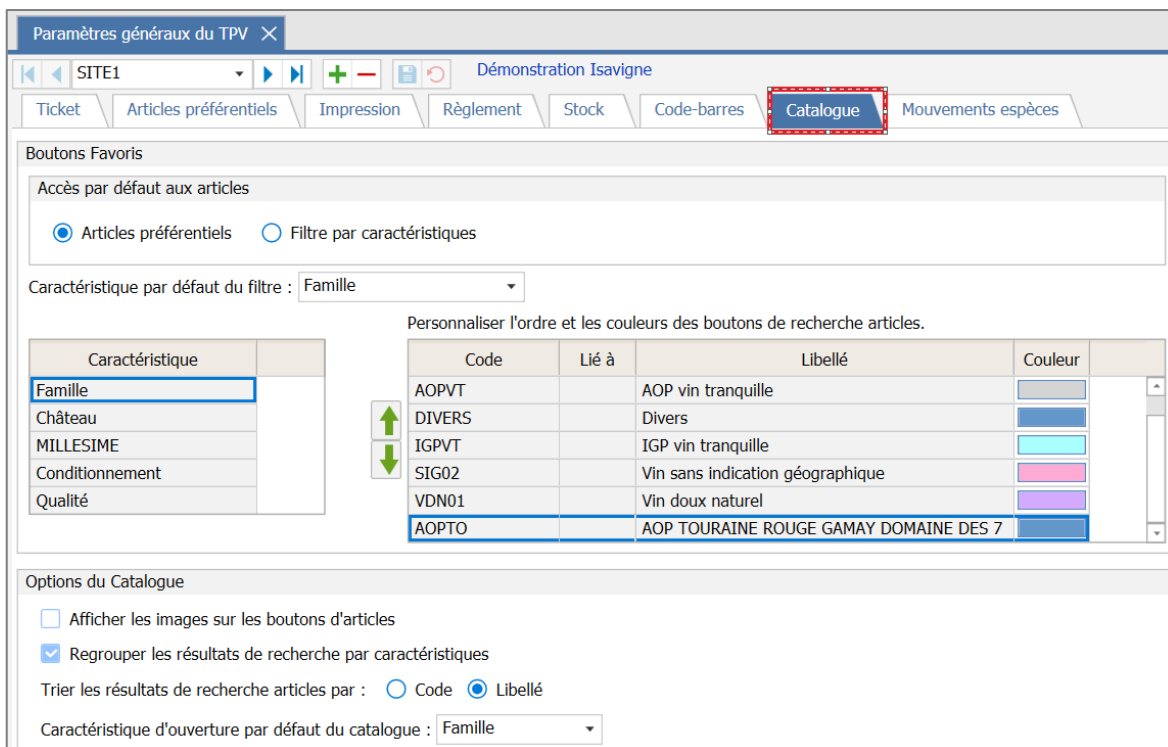 Paramètres généraux du TPV
SITE1 Démonstration Isavigne
Ticket Articles préférentiels Impression Règlement Stock Code-barres Catalogue Mouvements espèces
Boutons Favoris
Accès par défaut aux articles
Articles préférentiels Filtre par caractéristiques
Caractéristique par défaut du filtre : Famille
Personnaliser l'ordre et les couleurs des boutons de recherche articles.
Caractéristique Code Lié à Libellé Couleur
Famille AOPVT AOP vin tranquille
Château DIVERS Divers
MILLESIME IGPVT IGP vin tranquille
Conditionnement SIG02 Vin sans indication géographique
Qualité VDN01 Vin doux naturel
AOPTO AOP TOURAINE ROUGE GAMAY DOMAINE DES 7
Options du Catalogue
Afficher les images sur les boutons d'articles
Regrouper les résultats de recherche par caractéristiques
Trier les résultats de recherche articles par : Code Libellé
Caractéristique d'ouverture par défaut du catalogue : Famille